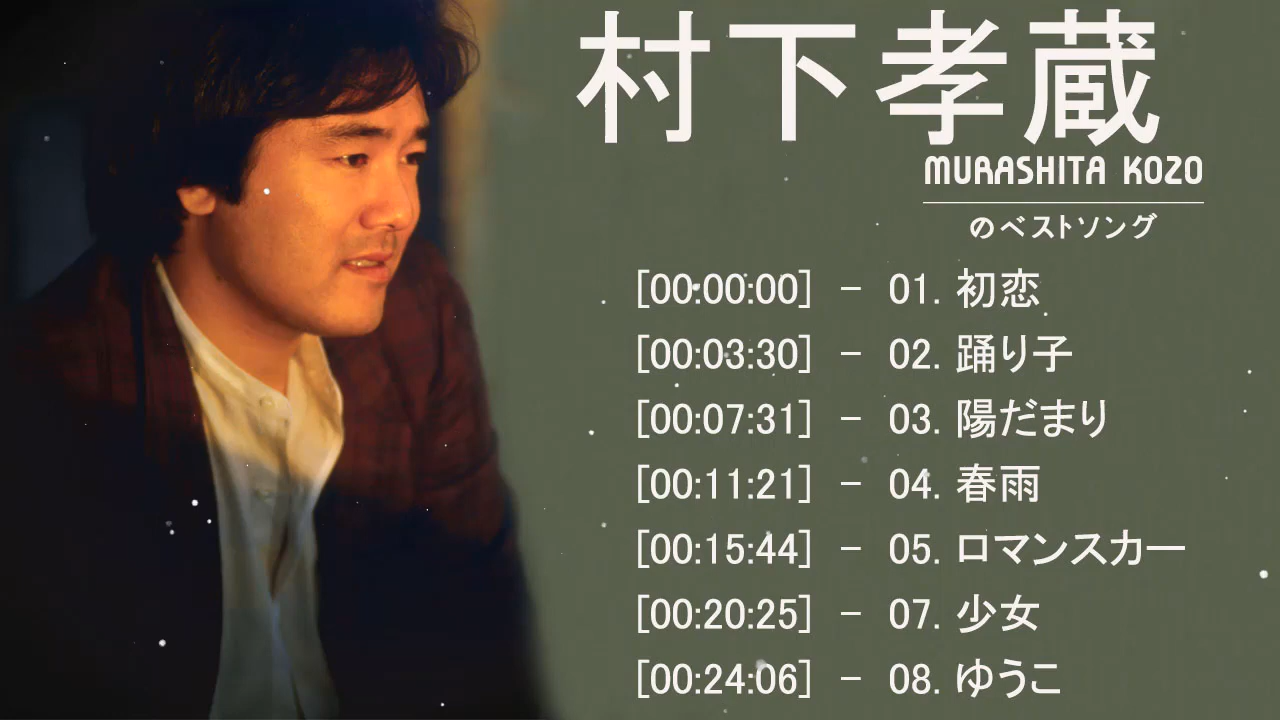 村下孝蔵
MURASHITA KOZO
のベストソング
[00:00:00] - 01. 初恋
[00:03:30] - 02. 踊り子
[00:07:31] - 03. 陽だまり
[00:11:21] - 04. 春雨
[00:15:44] - 05. ロマンスカー
[00:20:25] - 07. 少女
[00:24:06] - 08. ゆうこ